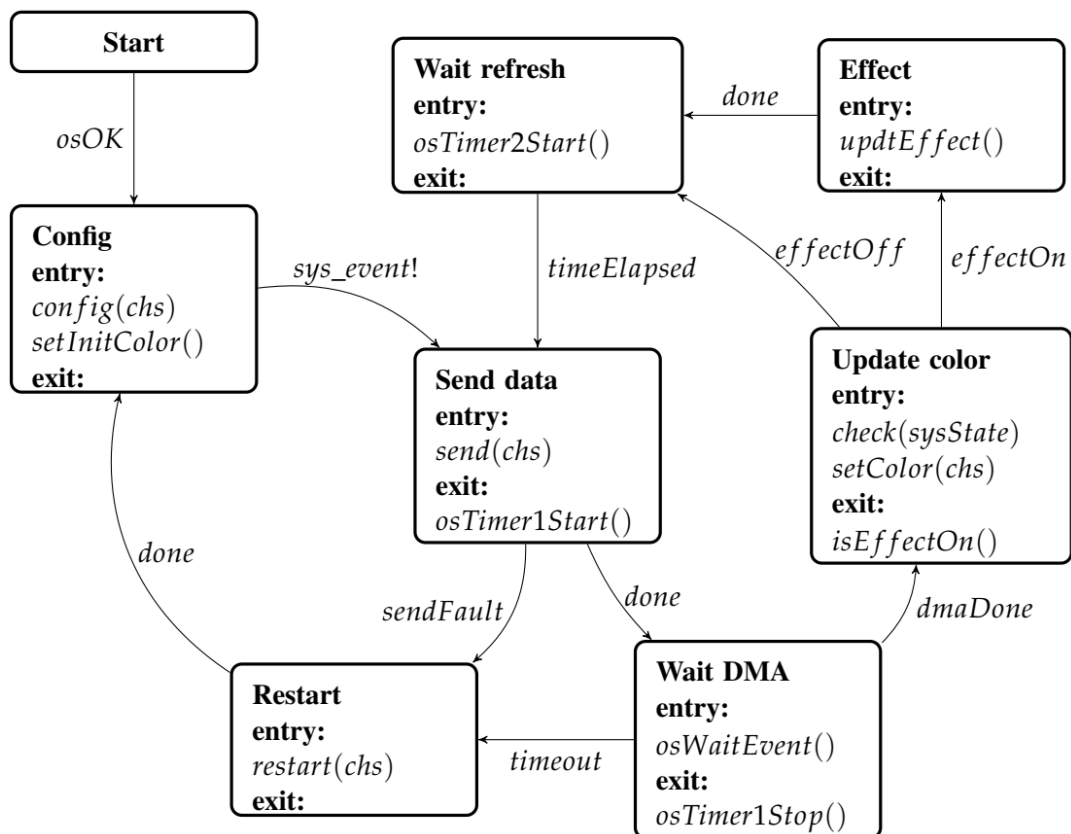 Start
osOK
Config
entry:
config(chs)
setInitColor()
exit:
sys_event!
Wait refresh
entry:
osTimer2Start()
exit:
done
Effect
entry:
updtEffect()
exit:
timeElapsed
effectOff
effectOn
Send data
entry:
send(chs)
exit:
osTimer1Start()
Update color
entry:
check(sysState)
setColor(chs)
exit:
isEffectOn()
done
sendFault
done
dmaDone
Restart
entry:
restart(chs)
exit:
timeout
Wait DMA
entry:
osWaitEvent()
exit:
osTimer1Stop()